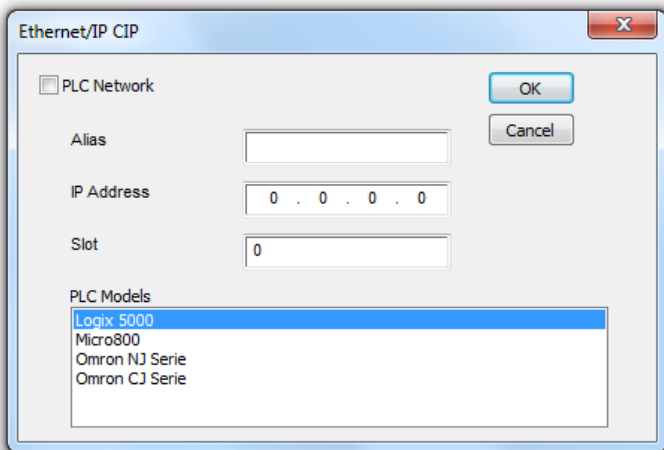 Ethernet/IP CIP
PLC Network
OK
Alias
Cancel
IP Address
0 . 0 . 0 . 0
Slot
0
PLC Models
Logix 5000
Micro800
Omron NJ Serie
Omron CJ Serie